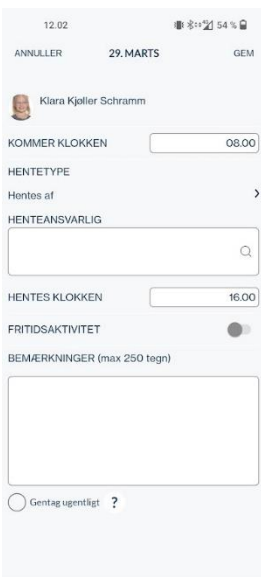 12.02 54 %
ANNULLER 29. MARTS GEM
Klara Kjøller Schramm
KOMMER KLOKKEN 08.00
HENTETYPE
Hentes af
HENTEANSVARLIG
HENTES KLOKKEN 16.00
FRITIDSAKTIVITET
BEMÆRKNINGER (max 250 tegn)
Gentag ugentligt ?